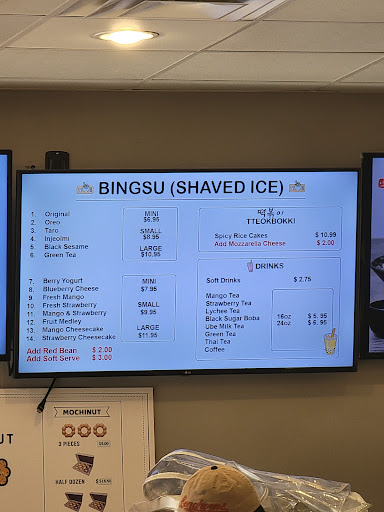 BINGSU (SHAVED ICE)
1. Original
2. Oreo
3. Taro
4. Injeolmi
5. Black Sesame
6. Green Tea
MINI
$6.95
SMALL
$8.95
LARGE
$10.95
7. Berry Yogurt
8. Blueberry Cheese
9. Fresh Mango
10. Fresh Strawberry
11. Mango & Strawberry
12. Fruit Medley
13. Mango Cheesecake
14. Strawberry Cheesecake
MINI
$7.95
SMALL
$9.95
LARGE
$11.95
Add Red Bean $ 2.00
Add Soft Serve $ 3.00
떡볶이
TTEOKBOKKI
Spicy Rice Cakes $ 10.99
Add Mozzarella Cheese $ 2.00
DRINKS
Soft Drinks $ 2.75
Mango Tea
Strawberry Tea
Lychee Tea
Black Sugar Boba
Ube Milk Tea
Green Tea
Thai Tea
Coffee
16oz $ 5.95
24oz $ 6.95
LG
MOCHINUT
3 PIECES
HALF DOZEN
UT